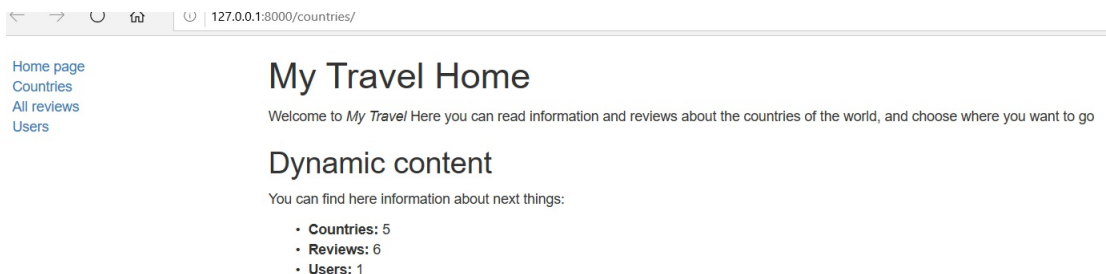 127.0.0.1:8000/countries/
Home page
Countries
All reviews
Users
My Travel Home
Welcome to My Travel Here you can read information and reviews about the countries of the world, and choose where you want to go
Dynamic content
You can find here information about next things:
• Countries: 5
• Reviews: 6
• Users: 1